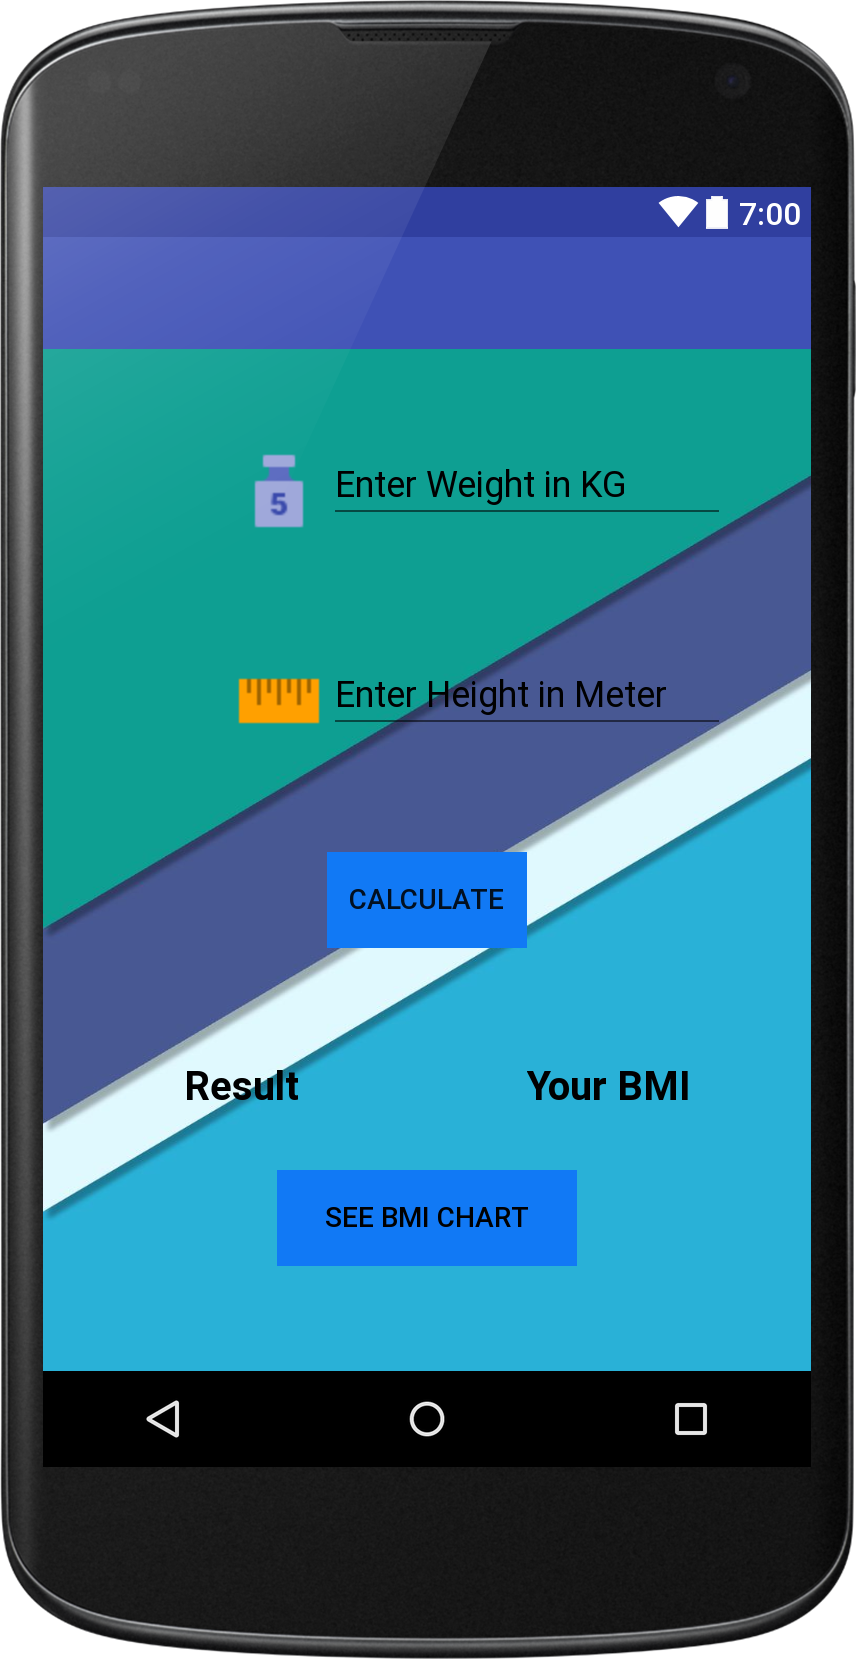 7:00
5
Enter Weight in KG
Enter Height in Meter
CALCULATE
Result
Your BMI
SEE BMI CHART